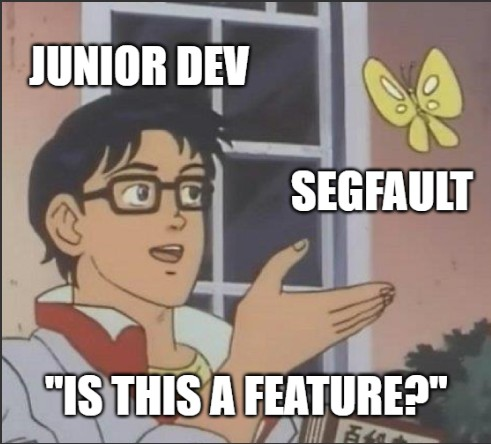 JUNIOR DEV
SEGFAULT
"IS THIS A FEATURE?"